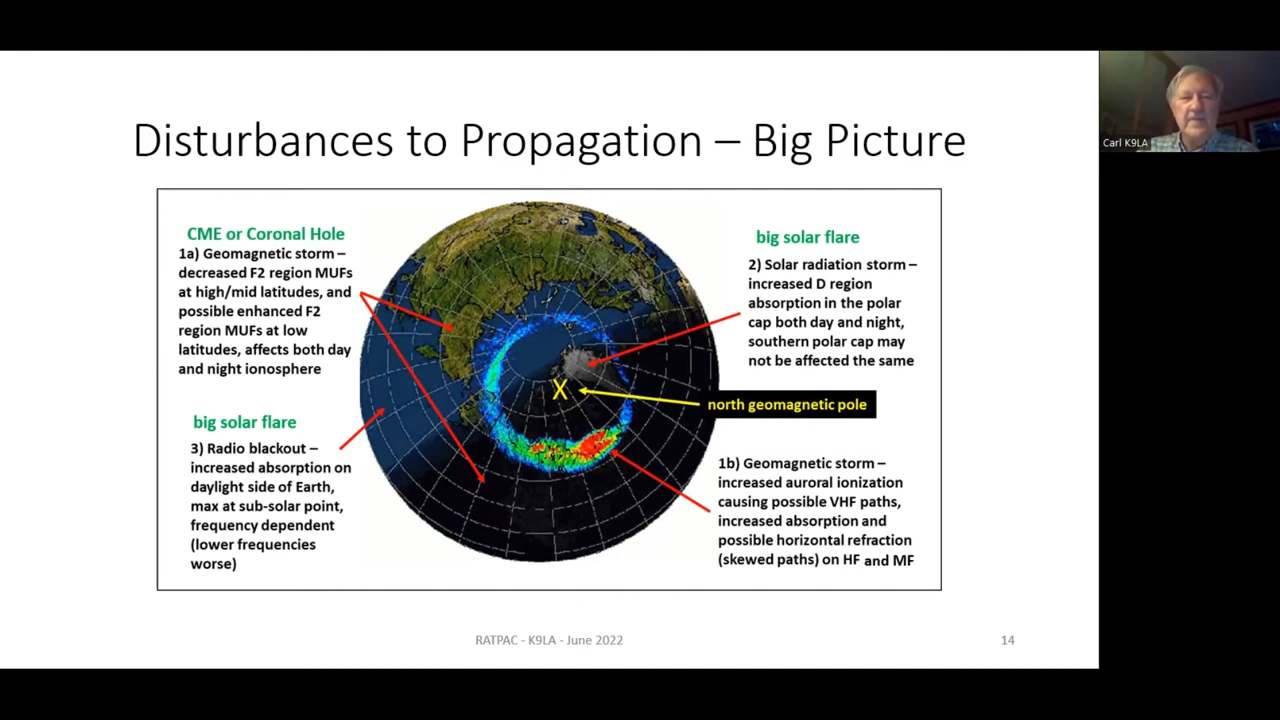 Disturbances to Propagation – Big Picture
CME or Coronal Hole
1a) Geomagnetic storm –
decreased F2 region MUFs
at high/mid latitudes, and
possible enhanced F2
region MUFs at low
latitudes, affects both day
and night ionosphere
big solar flare
3) Radio blackout –
increased absorption on
daylight side of Earth,
max at sub-solar point,
frequency dependent
(lower frequencies
worse)
big solar flare
2) Solar radiation storm –
increased D region
absorption in the polar
cap both day and night,
southern polar cap may
not be affected the same
X
north geomagnetic pole
1b) Geomagnetic storm –
increased auroral ionization
causing possible VHF paths,
increased absorption and
possible horizontal refraction
(skewed paths) on HF and MF
RATPAC - K9LA - June 2022
14
Carl K9LA